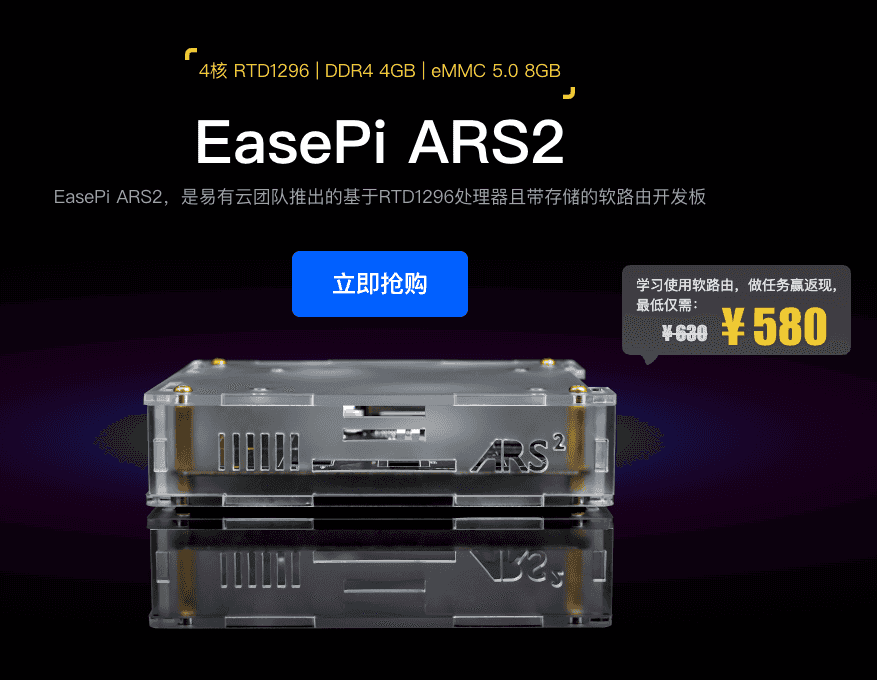 4核 RTD1296 | DDR4 4GB | eMMC 5.0 8GB
EasePi ARS2
EasePi ARS2，是易有云团队推出的基于RTD1296处理器且带存储的软路由开发板
立即抢购
学习使用软路由，做任务赢返现，
最低仅需：
¥630 ¥580
ARS2